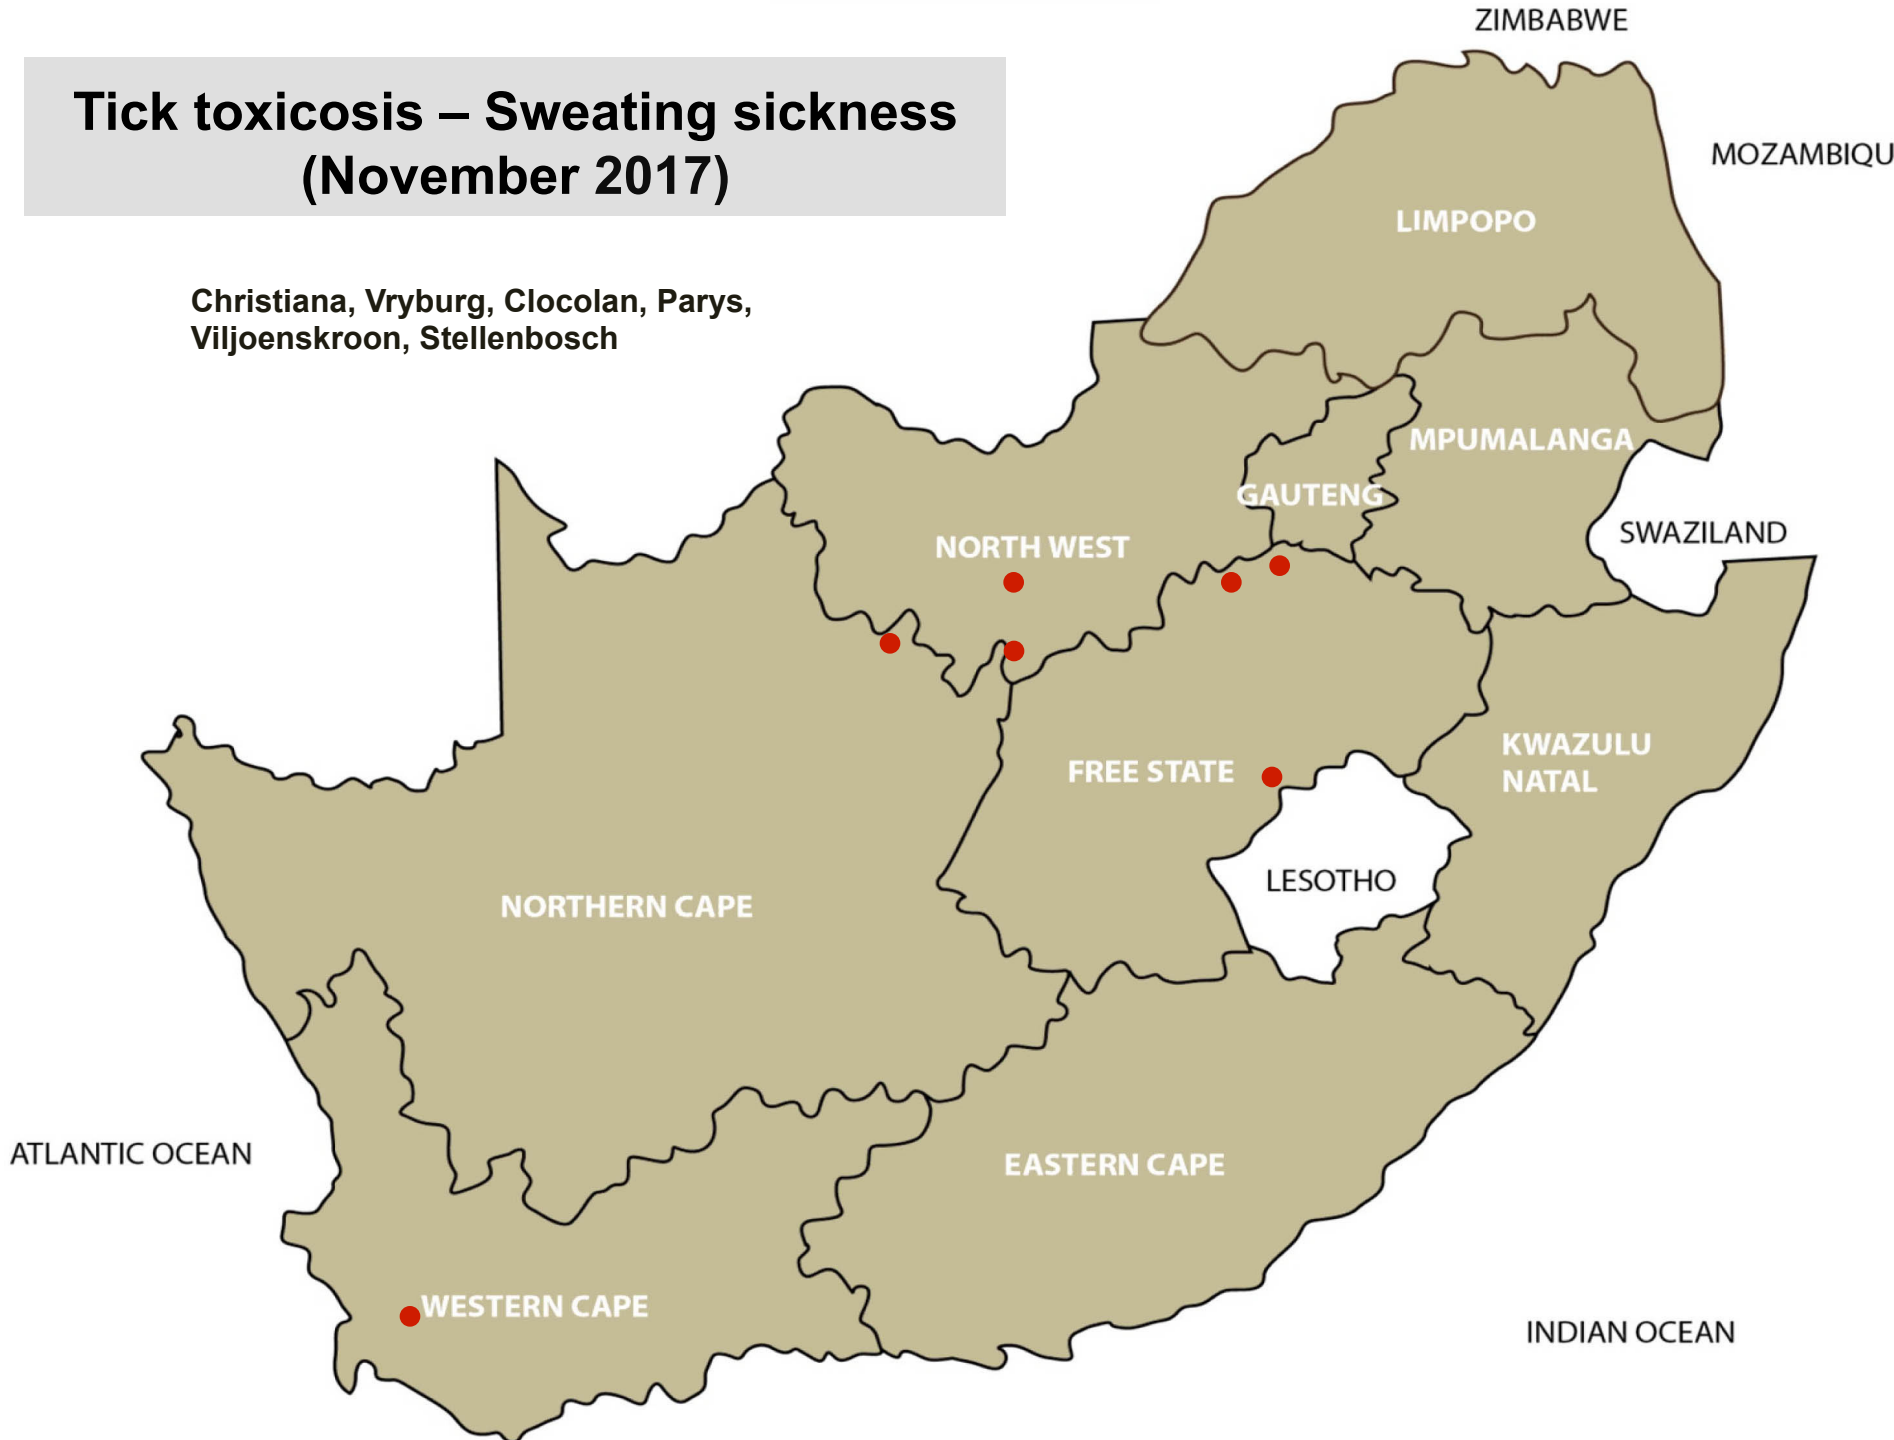 ZIMBABWE
Tick toxicosis – Sweating sickness
(November 2017)
MOZAMBIQU
LIMPOPO
Christiana, Vryburg, Clocolan, Parys,
Viljoenskroon, Stellenbosch
MPUMALANGA
GAUTENG
SWAZILAND
NORTH WEST
KWAZULU
NATAL
FREE STATE
LESOTHO
NORTHERN CAPE
ATLANTIC OCEAN
EASTERN CAPE
WESTERN CAPE
INDIAN OCEAN